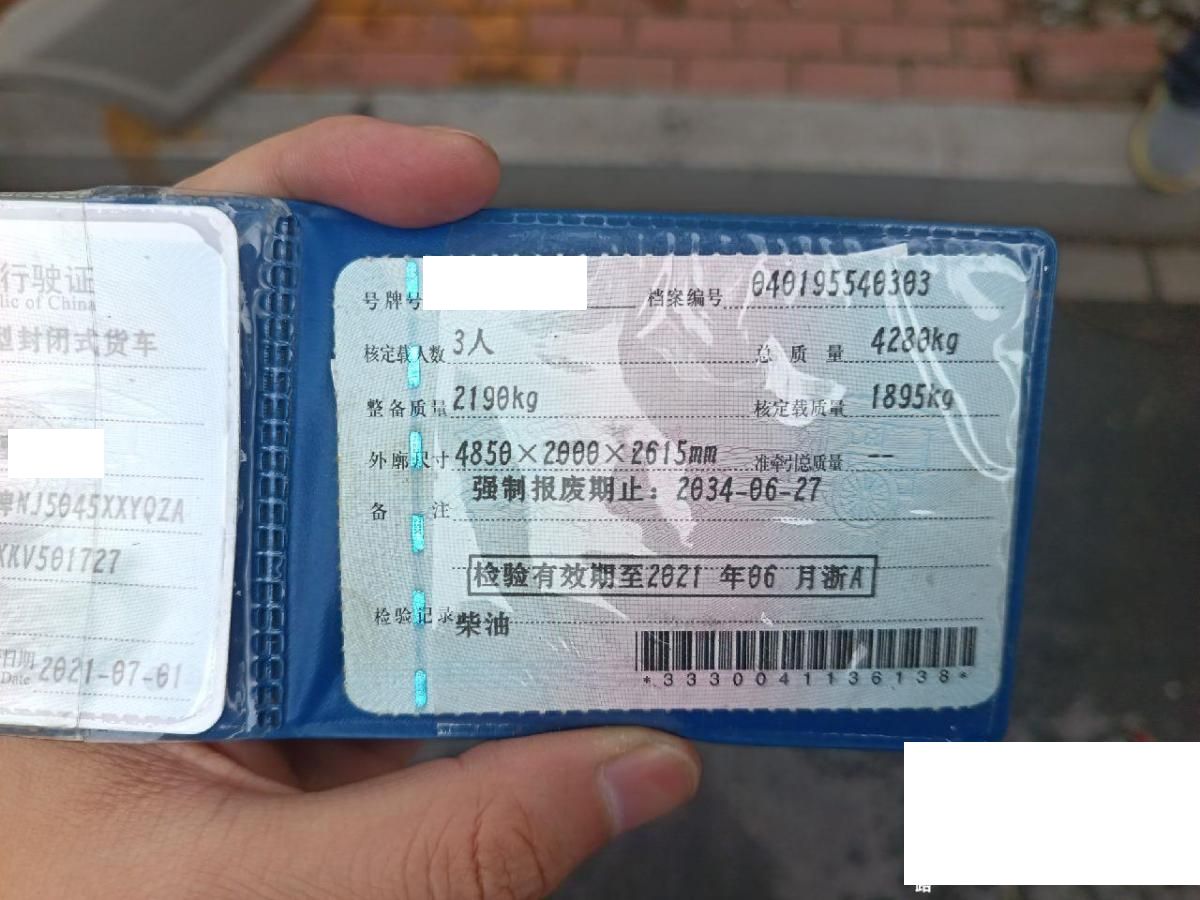 行驶证
lic of China
型封闭式货车
牌NJ5045XXYQZA
KV501727
日期 2021-07-01
Date
号牌号
档案编号 040195540303
核定载人数 3人
总质量 4280kg
整备质量 2190kg
核定载质量 1895kg
外廓尺寸 4850×2000×2615mm
准牵引总质量 --
备注 强制报废期止：2034-06-27
检验有效期至2021 年06 月浙A
检验记录 柴油
*3330041136138*